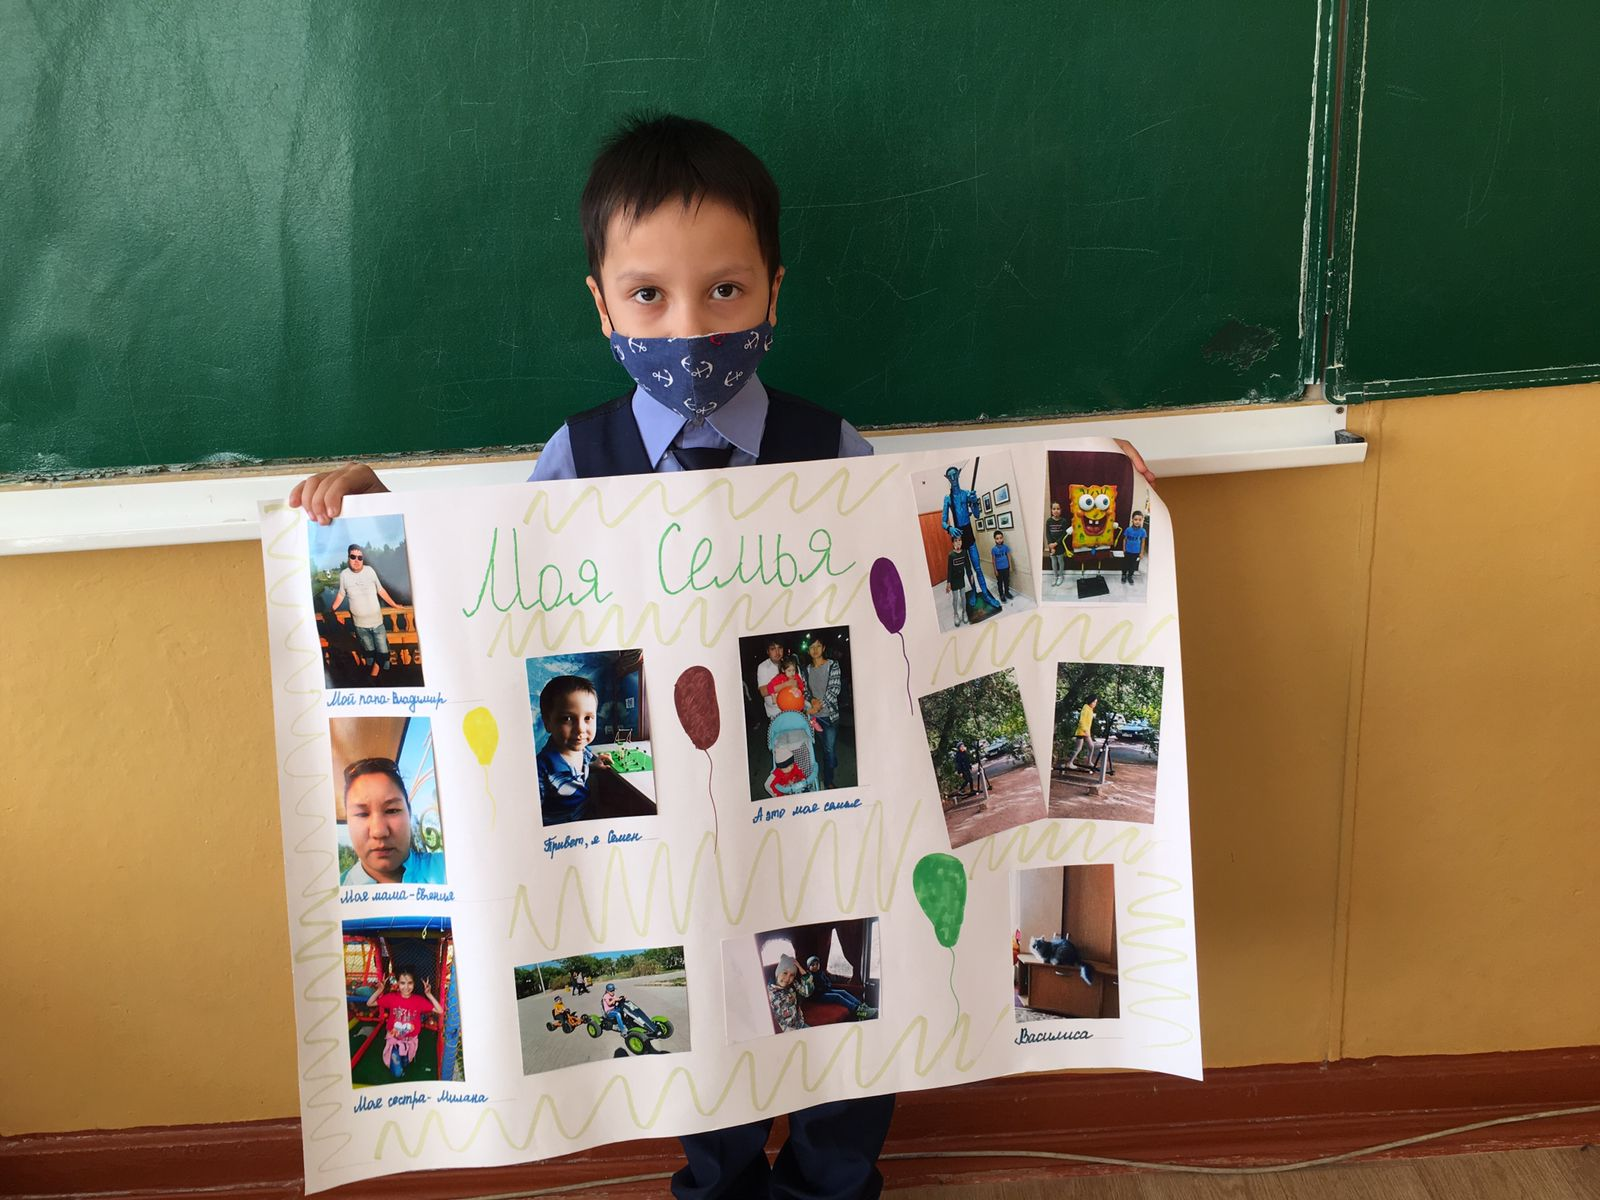 Моя Семья
Мой папа-Владимир
Моя мама-Евгения
Моя сестра-Милана
Привет, я Семен
А это моя семья
Василиса